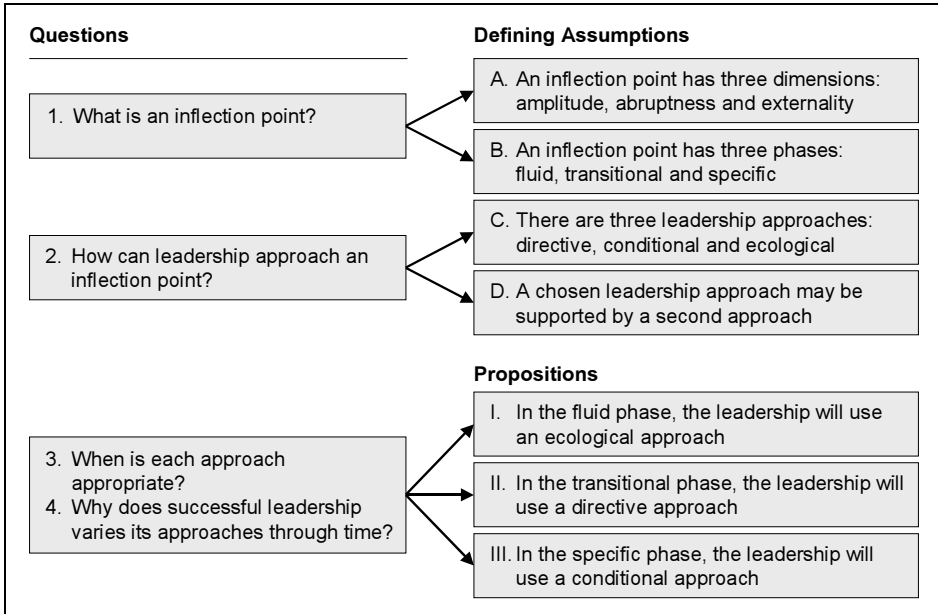 Questions
1. What is an inflection point?
2. How can leadership approach an
inflection point?
3. When is each approach
appropriate?
4. Why does successful leadership
varies its approaches through time?
Defining Assumptions
A. An inflection point has three dimensions:
amplitude, abruptness and externality
B. An inflection point has three phases:
fluid, transitional and specific
C. There are three leadership approaches:
directive, conditional and ecological
D. A chosen leadership approach may be
supported by a second approach
Propositions
I. In the fluid phase, the leadership will use
an ecological approach
II. In the transitional phase, the leadership will
use a directive approach
III. In the specific phase, the leadership will
use a conditional approach